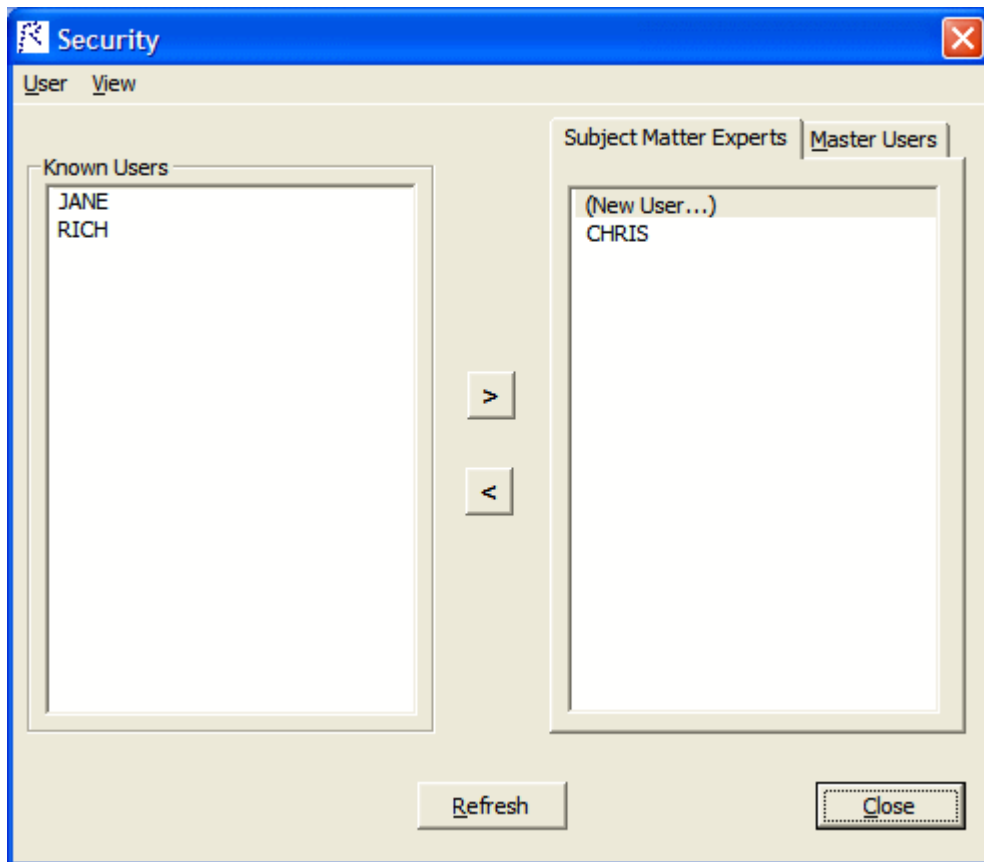 Security
User View
Subject Matter Experts Master Users
Known Users
JANE
RICH
(New User...)
CHRIS
>
<
Refresh Close